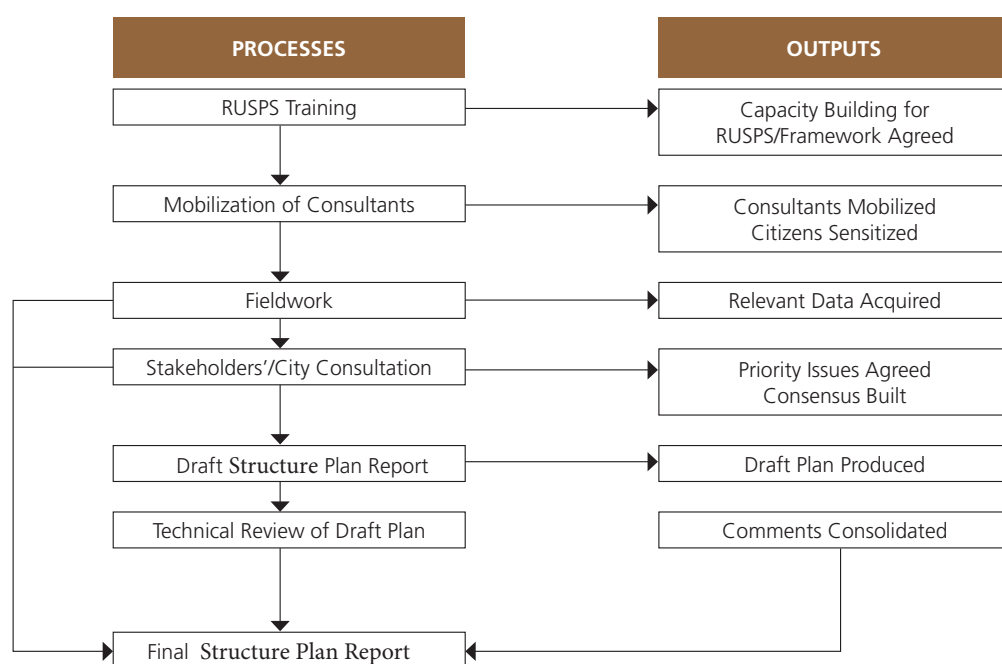 PROCESSES
OUTPUTS
RUSPS Training
Capacity Building for
RUSPS/Framework Agreed
Mobilization of Consultants
Consultants Mobilized
Citizens Sensitized
Fieldwork
Relevant Data Acquired
Stakeholders'/City Consultation
Priority Issues Agreed
Consensus Built
Draft Structure Plan Report
Draft Plan Produced
Technical Review of Draft Plan
Comments Consolidated
Final Structure Plan Report